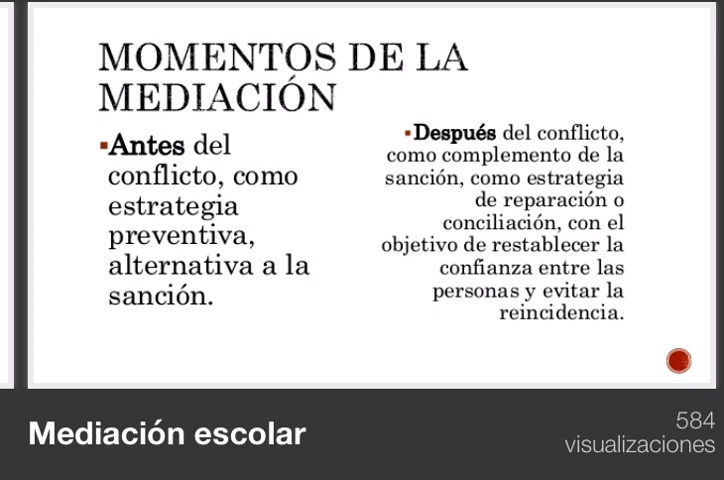 MOMENTOS DE LA
MEDIACIÓN
▪Antes del
conflicto, como
estrategia
preventiva,
alternativa a la
sanción.
▪Después del conflicto,
como complemento de la
sanción, como estrategia
de reparación o
conciliación, con el
objetivo de restablecer la
confianza entre las
personas y evitar la
reincidencia.
Mediación escolar
584
visualizaciones